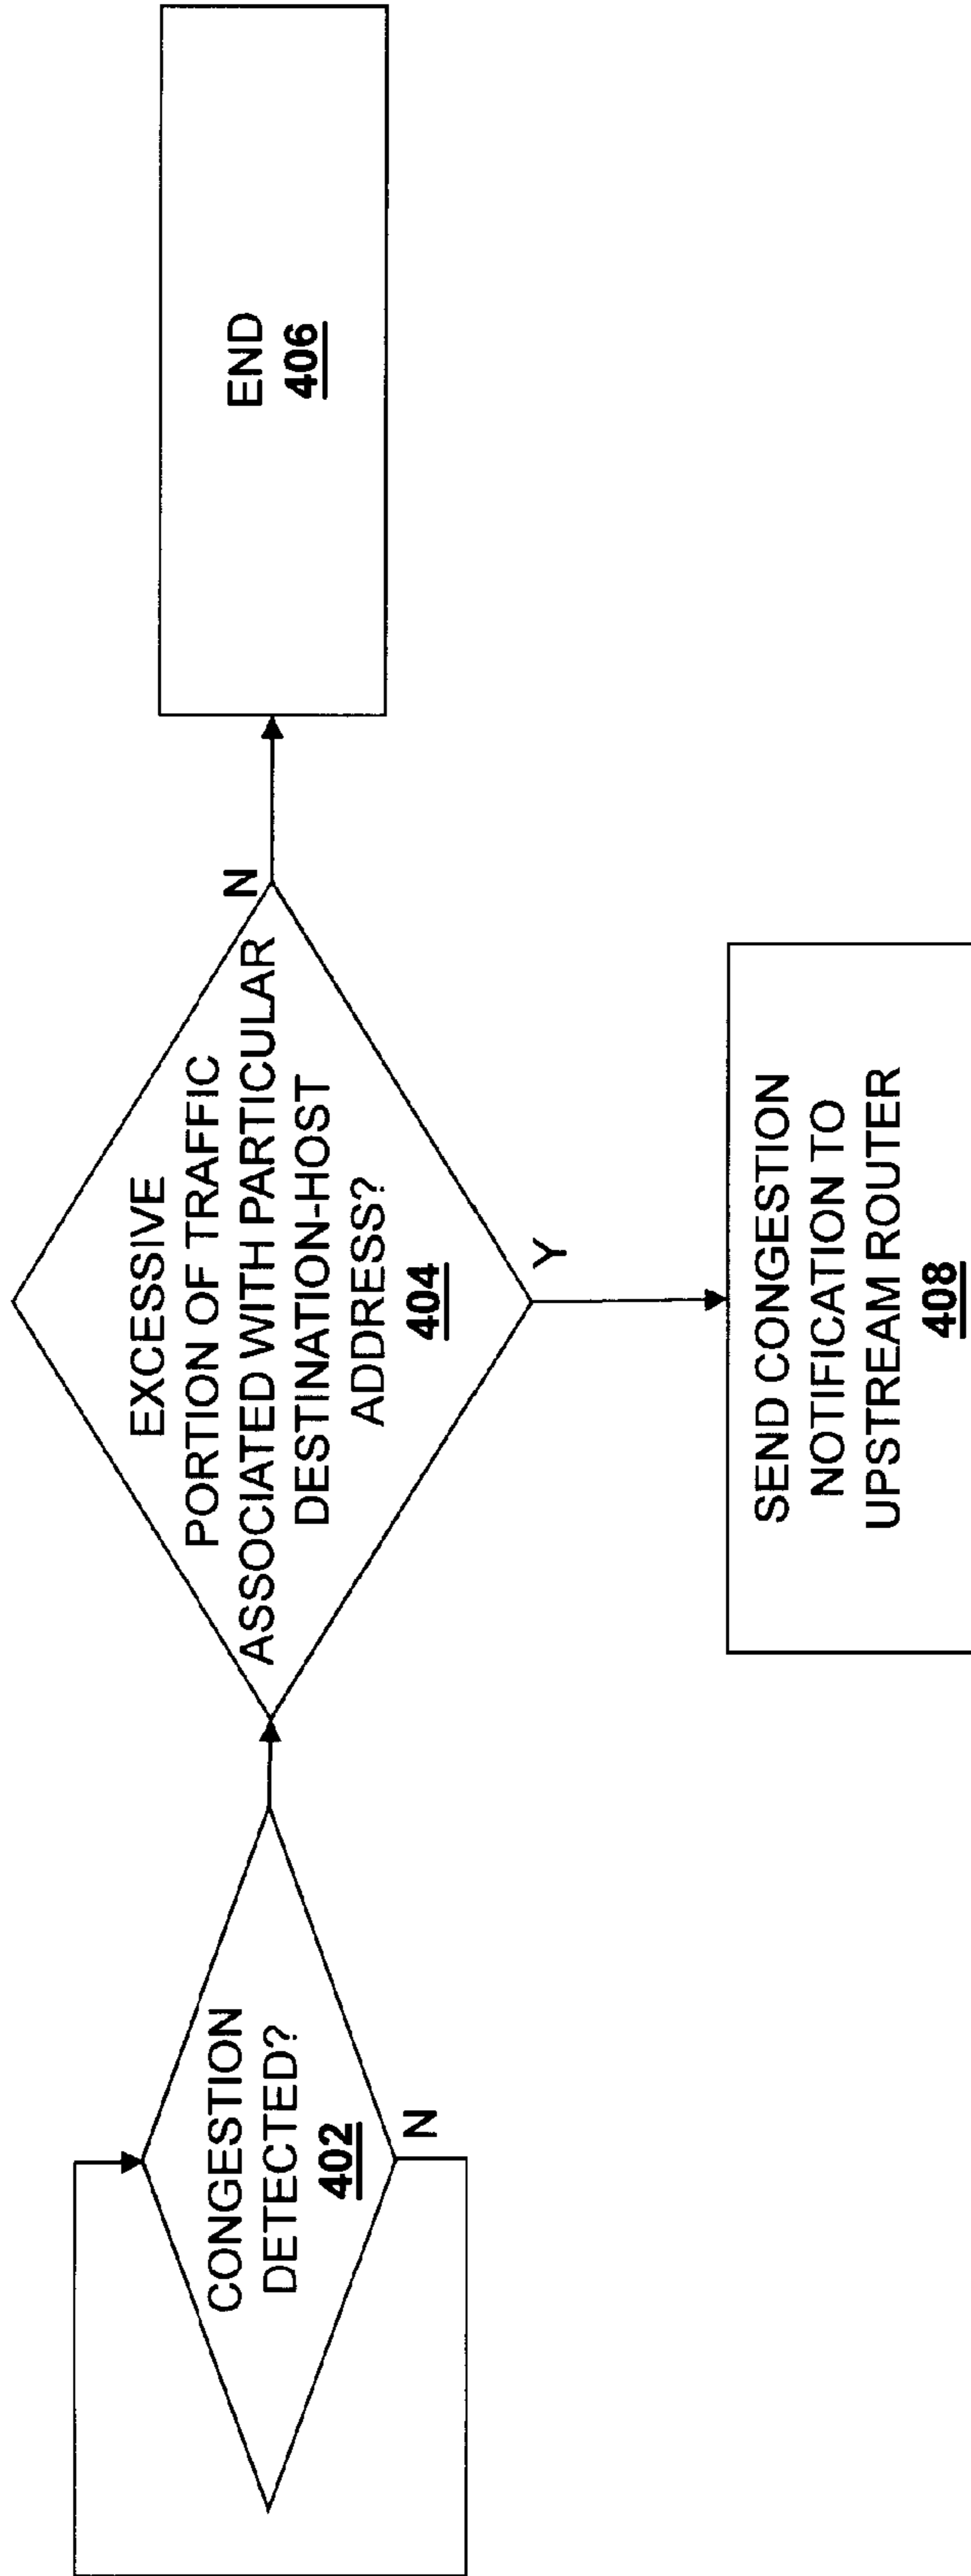 CONGESTION
DETECTED?
402
N
EXCESSIVE
PORTION OF TRAFFIC
ASSOCIATED WITH PARTICULAR
DESTINATION-HOST
ADDRESS?
404
N
Y
END
406
SEND CONGESTION
NOTIFICATION TO
UPSTREAM ROUTER
408